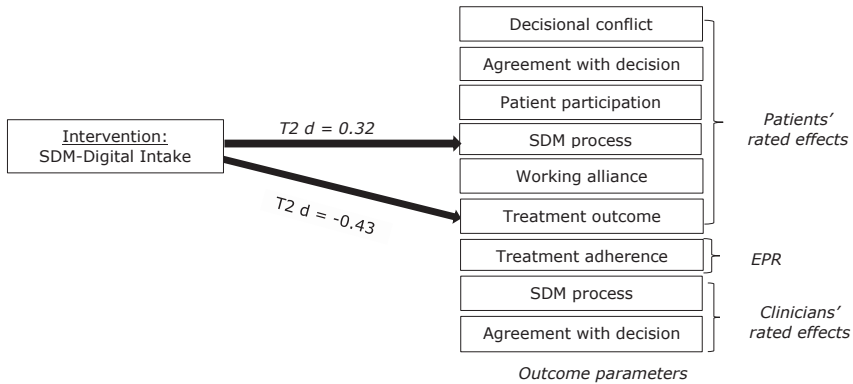 Intervention:
SDM-Digital Intake
T2 d = 0.32
T2 d = -0.43
Decisional conflict
Agreement with decision
Patient participation
SDM process
Working alliance
Treatment outcome
Treatment adherence
SDM process
Agreement with decision
Patients’
rated effects
EPR
Clinicians’
rated effects
Outcome parameters